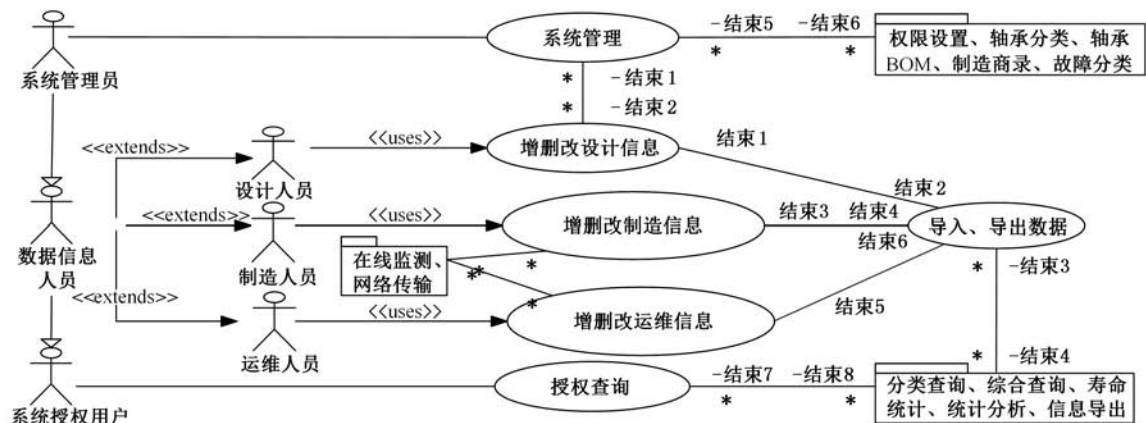 系统管理 -结束5 -结束6 权限设置、轴承分类、轴承
* * BOM、制造商录、故障分类
系统管理员
* -结束1
* -结束2
<<extends>> <<uses>> 增删改设计信息 结束1
设计人员 结束2
<<extends>> <<uses>> 增删改制造信息 结束3 结束4 导入、导出数据
数据信息
人员
制造人员 在线监测、
网络传输
* * * *
结束6
* -结束3
<<extends>> <<uses>> 增删改运维信息 结束5
运维人员
* -结束4
授权查询 -结束7 -结束8 分类查询、综合查询、寿命
* * 统计、统计分析、信息导出
系统授权用户